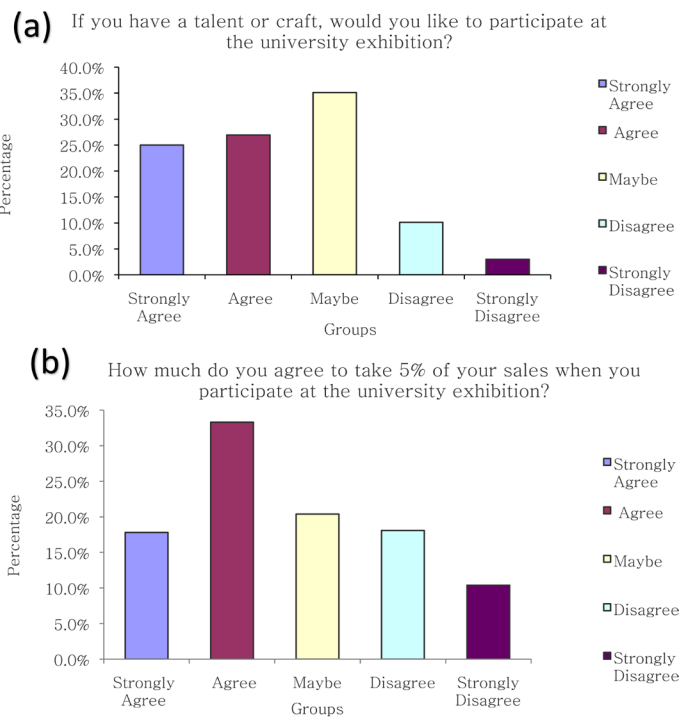 (a)
If you have a talent or craft, would you like to participate at
the university exhibition?
Percentage
40.0%
35.0%
30.0%
25.0%
20.0%
15.0%
10.0%
5.0%
0.0%
Strongly Agree
Agree
Maybe
Disagree
Strongly Disagree
Groups
Strongly
Agree
Agree
Maybe
Disagree
Strongly
Disagree
(b)
How much do you agree to take 5% of your sales when you
participate at the university exhibition?
Percentage
35.0%
30.0%
25.0%
20.0%
15.0%
10.0%
5.0%
0.0%
Strongly Agree
Agree
Maybe
Disagree
Strongly Disagree
Groups
Strongly
Agree
Agree
Maybe
Disagree
Strongly
Disagree